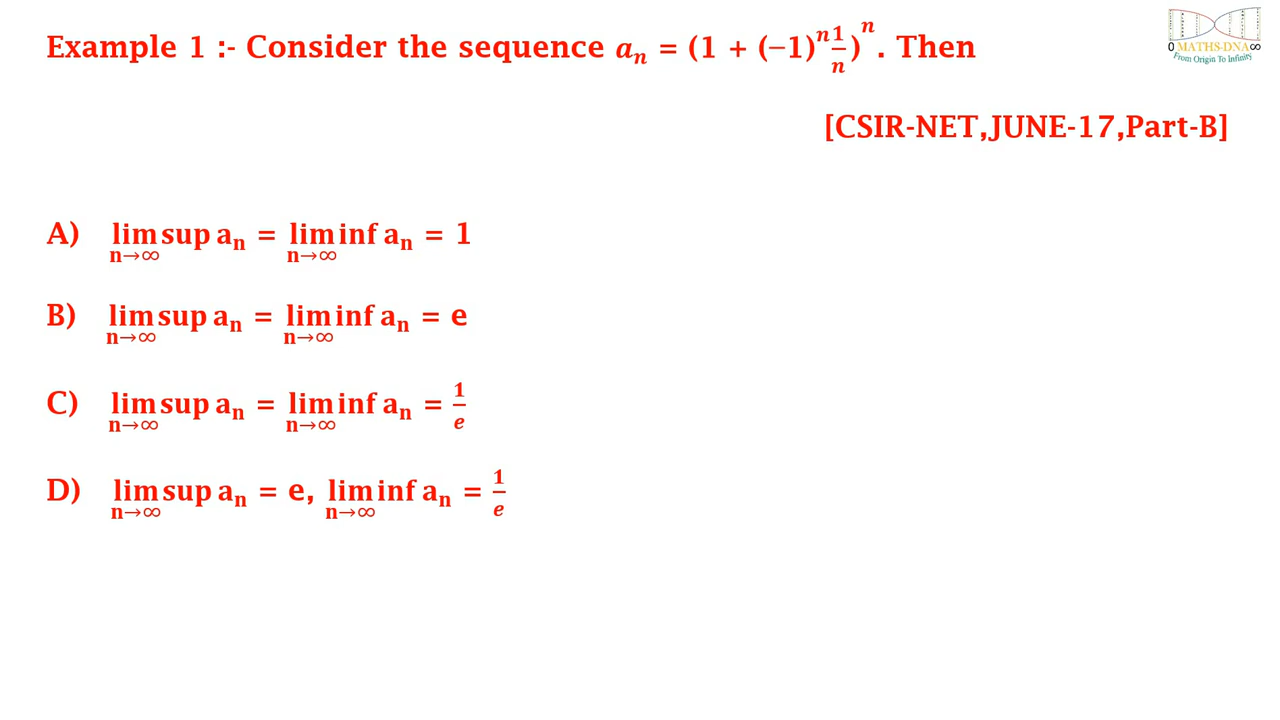 Example 1 :- Consider the sequence aₙ = (1 + (−1)ⁿ 1/n)ⁿ. Then
0 MATHS-DNA ∞
From Origin To Infinity
[CSIR-NET,JUNE-17,Part-B]
A) lim sup aₙ = lim inf aₙ = 1
n→∞ n→∞
B) lim sup aₙ = lim inf aₙ = e
n→∞ n→∞
C) lim sup aₙ = lim inf aₙ = 1/e
n→∞ n→∞
D) lim sup aₙ = e, lim inf aₙ = 1/e
n→∞ n→∞